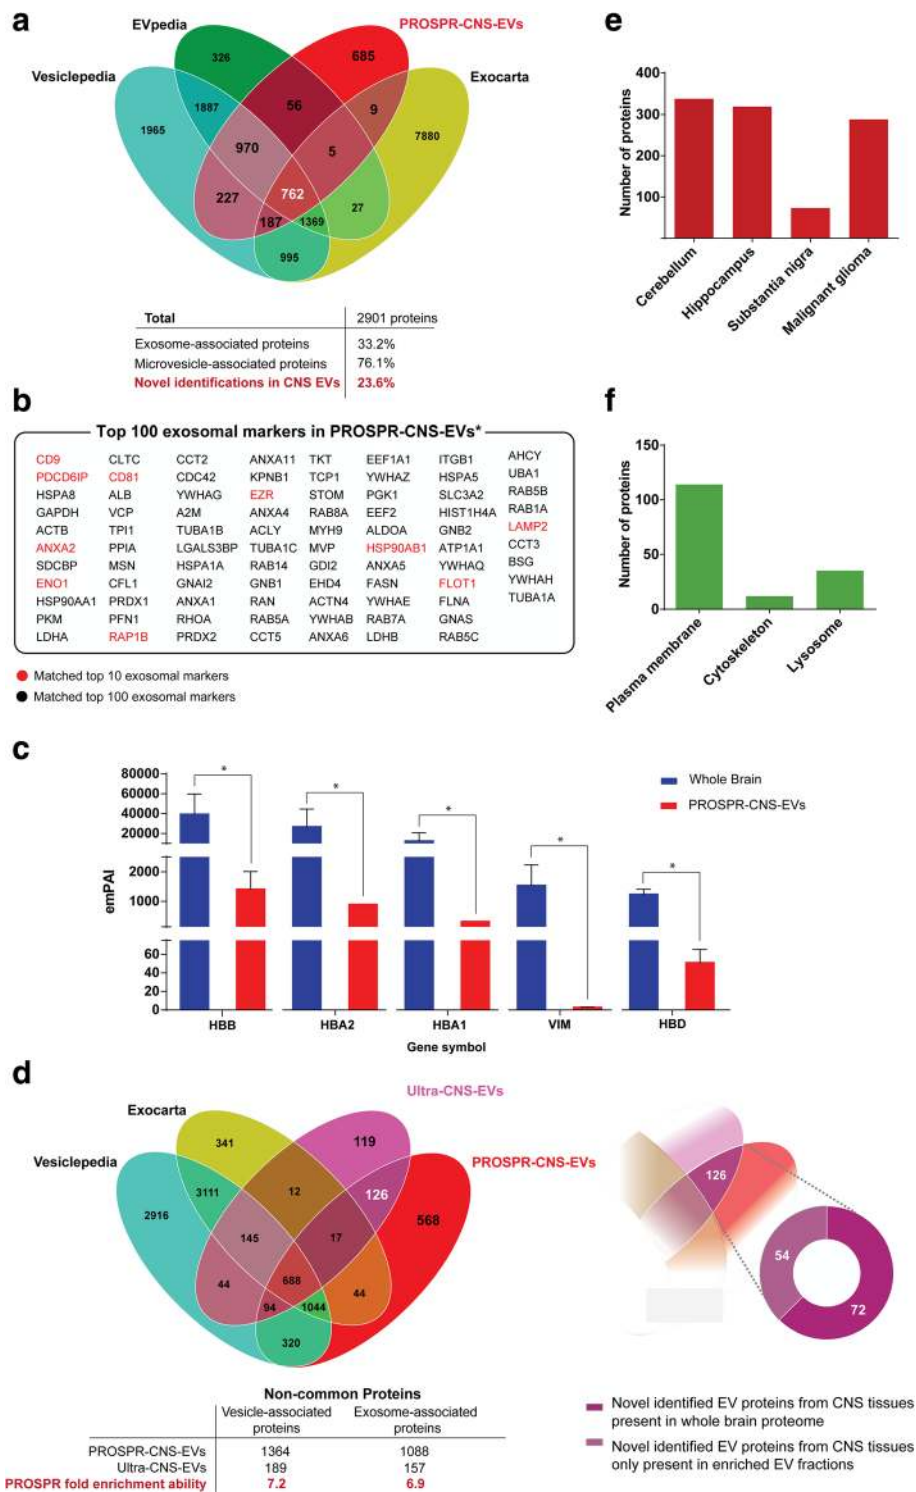 a
EVpedia
PROSPR-CNS-EVs
Vesiclepedia
Exocarta
326
685
1887
56
9
1965
7880
970
5
227
762
27
187
1369
995
Total 2901 proteins
Exosome-associated proteins 33.2%
Microvesicle-associated proteins 76.1%
Novel identifications in CNS EVs 23.6%
b
Top 100 exosomal markers in PROSPR-CNS-EVs*
CD9
PDCD6IP
HSPA8
GAPDH
ACTB
ANXA2
SDCBP
ENO1
HSP90AA1
PKM
LDHA
CLTC
CD81
ALB
VCP
TPI1
PPIA
MSN
CFL1
PRDX1
PFN1
RAP1B
CCT2
CDC42
YWHAG
A2M
TUBA1B
LGALS3BP
HSPA1A
GNAI2
ANXA1
RHOA
PRDX2
ANXA11
KPNB1
EZR
ANXA4
ACLY
TUBA1C
RAB14
GNB1
RAN
RAB5A
CCT5
TKT
TCP1
STOM
RAB8A
MYH9
MVP
GDI2
EHD4
ACTN4
YWHAB
ANXA6
EEF1A1
YWHAZ
PGK1
EEF2
ALDOA
HSP90AB1
ANXA5
FASN
YWHAE
RAB7A
LDHB
ITGB1
HSPA5
SLC3A2
HIST1H4A
GNB2
ATP1A1
YWHAQ
FLOT1
FLNA
GNAS
RAB5C
AHCY
UBA1
RAB5B
RAB1A
LAMP2
CCT3
BSG
YWHAH
TUBA1A
Matched top 10 exosomal markers
Matched top 100 exosomal markers
c
80000
60000
40000
20000
2000
1000
60
40
20
0
emPAI
*
*
*
*
*
Whole Brain
PROSPR-CNS-EVs
HBB
HBA2
HBA1
VIM
HBD
Gene symbol
d
Ultra-CNS-EVs
Exocarta
Vesiclepedia
PROSPR-CNS-EVs
341
119
3111
12
126
2916
568
145
17
44
688
44
94
1044
320
Non-common Proteins
Vesicle-associated proteins
Exosome-associated proteins
PROSPR-CNS-EVs 1364 1088
Ultra-CNS-EVs 189 157
PROSPR fold enrichment ability 7.2 6.9
126
54
72
Novel identified EV proteins from CNS tissues
present in whole brain proteome
Novel identified EV proteins from CNS tissues
only present in enriched EV fractions
e
400
300
200
100
Number of proteins
Cerebellum
Hippocampus
Substantia nigra
Malignant glioma
f
150
100
50
0
Number of proteins
Plasma membrane
Cytoskeleton
Lysosome